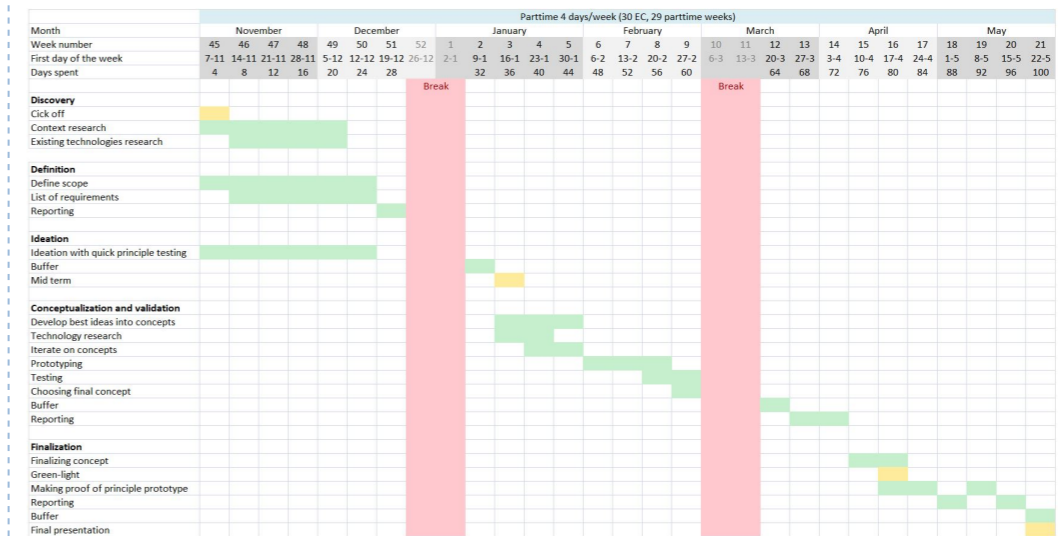 Parttime 4 days/week (30 EC, 29 parttime weeks)
Month November December January February March April May
Week number 45 46 47 48 49 50 51 52 1 2 3 4 5 6 7 8 9 10 11 12 13 14 15 16 17 18 19 20 21
First day of the week 7-11 14-11 21-11 28-11 5-12 12-12 19-12 26-12 2-1 9-1 16-1 23-1 30-1 6-2 13-2 20-2 27-2 6-3 13-3 20-3 27-3 3-4 10-4 17-4 24-4 1-5 8-5 15-5 22-5
Days spent 4 8 12 16 20 24 28 32 36 40 44 48 52 56 60 64 68 72 76 80 84 88 92 96 100
Break Break
Discovery
Cick off
Context research
Existing technologies research
Definition
Define scope
List of requirements
Reporting
Ideation
Ideation with quick principle testing
Buffer
Mid term
Conceptualization and validation
Develop best ideas into concepts
Technology research
Iterate on concepts
Prototyping
Testing
Choosing final concept
Buffer
Reporting
Finalization
Finalizing concept
Green-light
Making proof of principle prototype
Reporting
Buffer
Final presentation